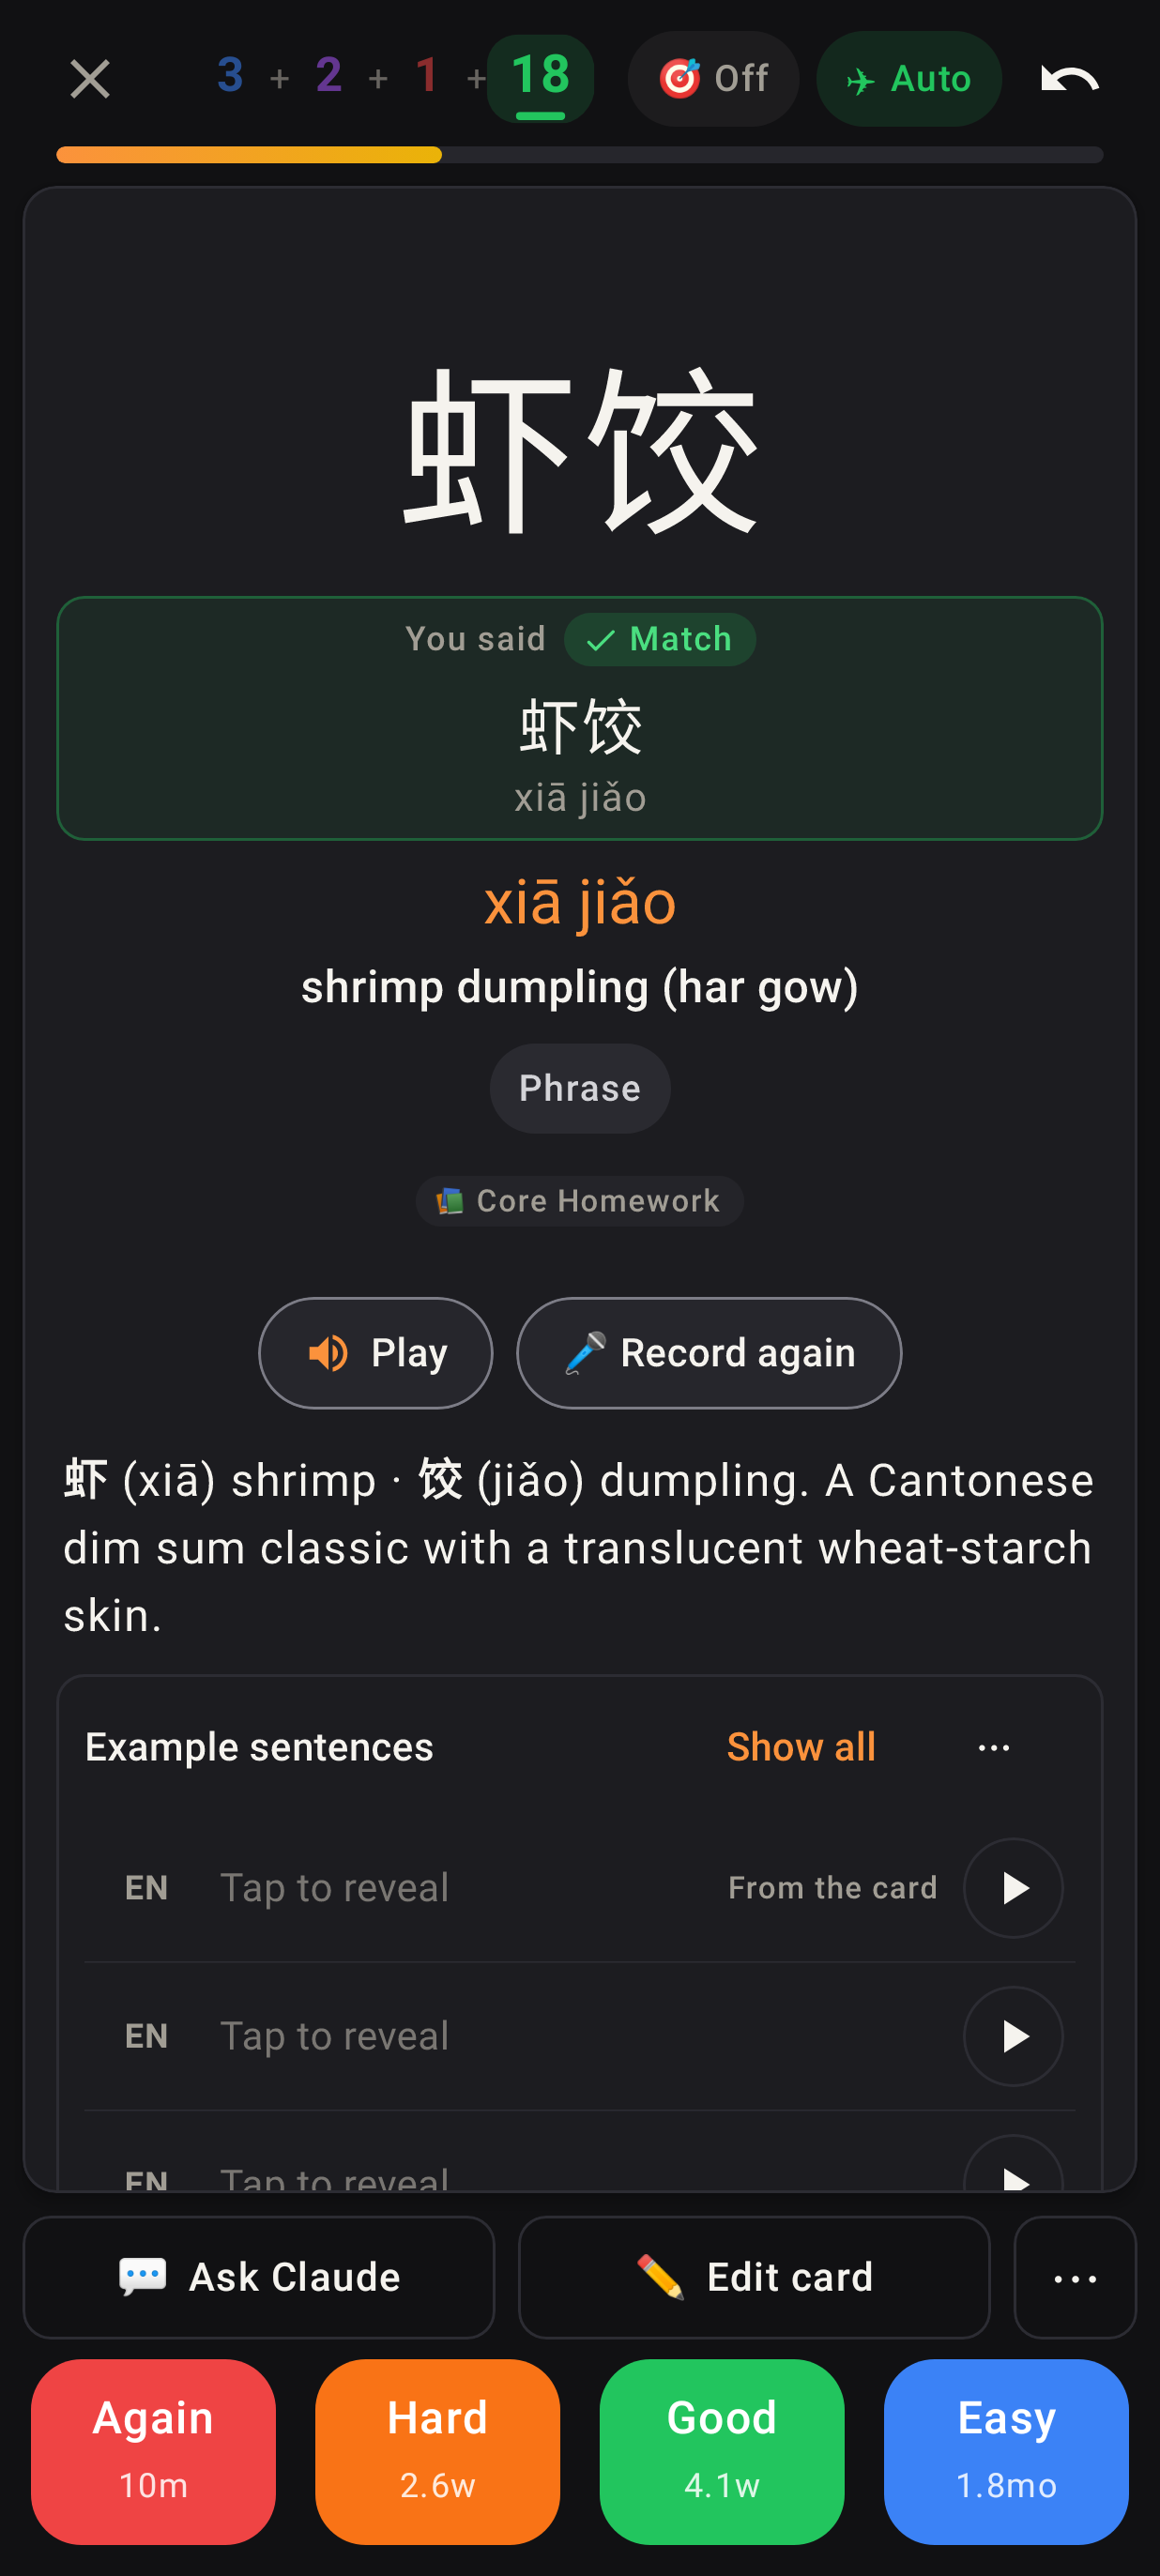 3 + 2 + 1 + 18 Off Auto
虾饺
You said Match
虾饺
xiā jiǎo
xiā jiǎo
shrimp dumpling (har gow)
Phrase
Core Homework
Play Record again
虾 (xiā) shrimp · 饺 (jiǎo) dumpling. A Cantonese
dim sum classic with a translucent wheat-starch
skin.
Example sentences Show all ...
EN Tap to reveal From the card
EN Tap to reveal
EN Tap to reveal
Ask Claude Edit card ...
Again Hard Good Easy
10m 2.6w 4.1w 1.8mo